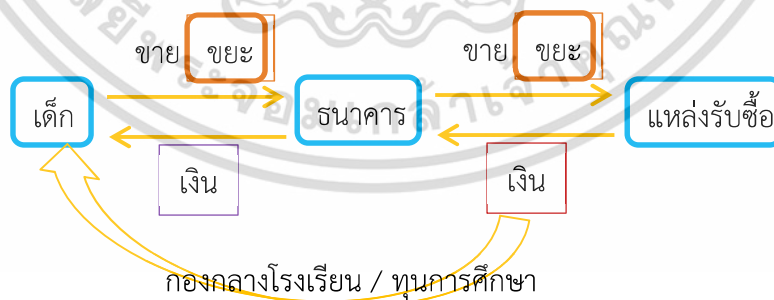 ขาย ขยะ ขาย ขยะ
เด็ก ธนาคาร แหล่งรับซื้อ
เงิน เงิน
กองกลางโรงเรียน / ทุนการศึกษา